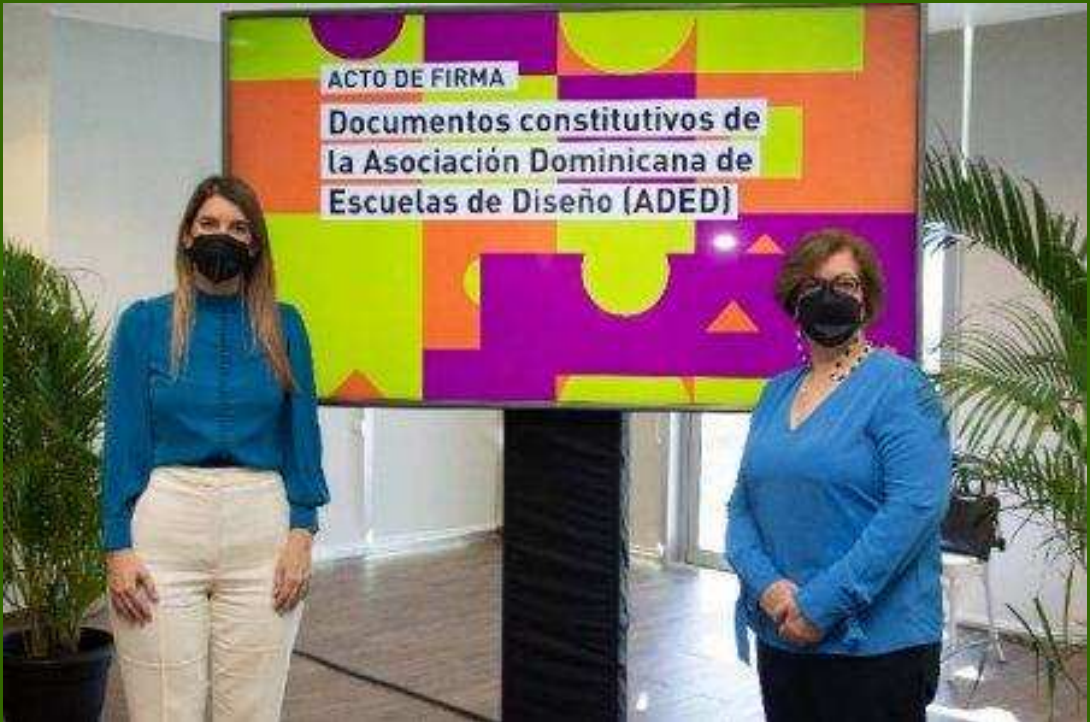 ACTO DE FIRMA
Documentos constitutivos de
la Asociación Dominicana de
Escuelas de Diseño (ADED)